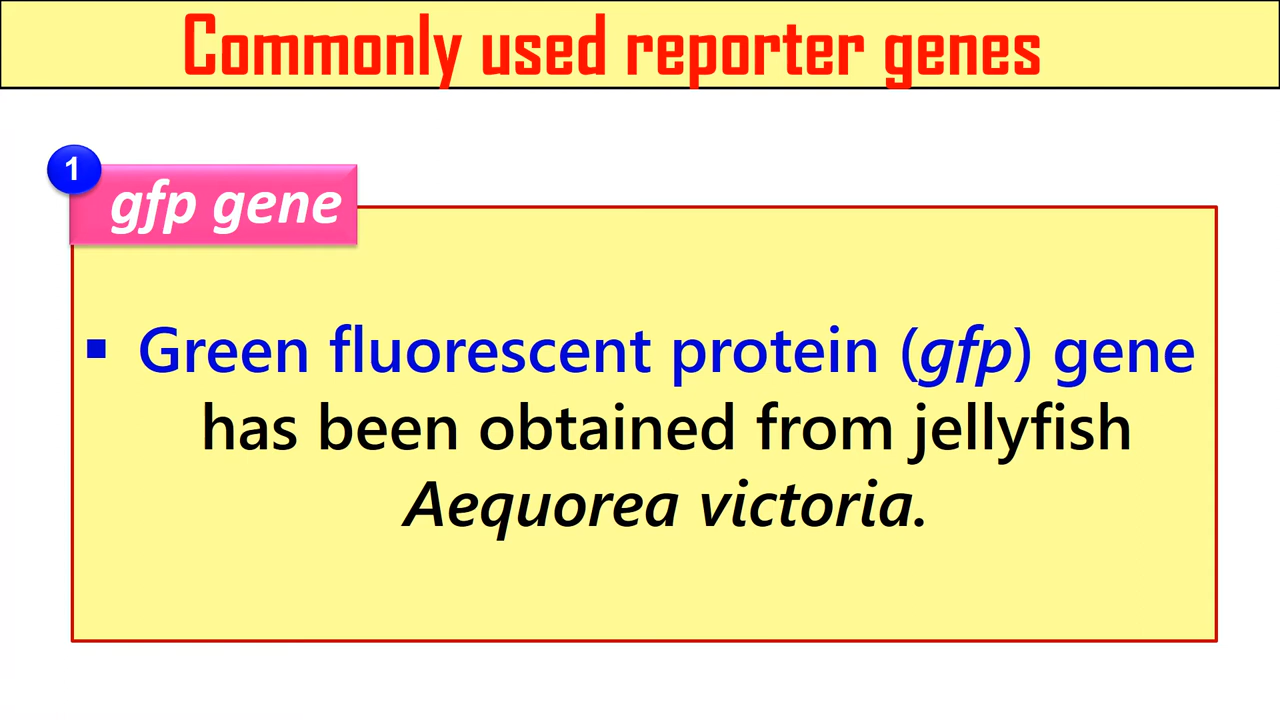 Commonly used reporter genes
1
gfp gene
▪ Green fluorescent protein (gfp) gene
has been obtained from jellyfish
Aequorea victoria.